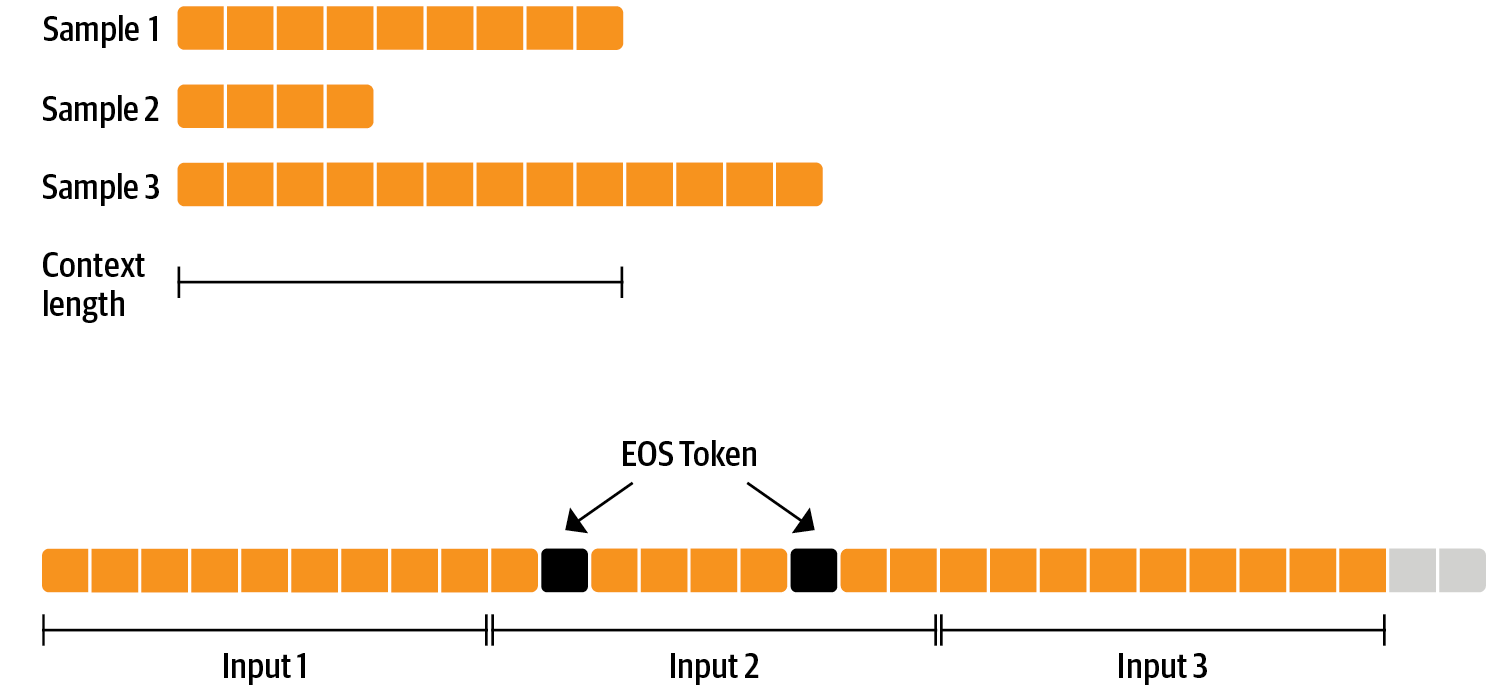 Sample 1
Sample 2
Sample 3
Context
length
EOS Token
Input 1
Input 2
Input 3